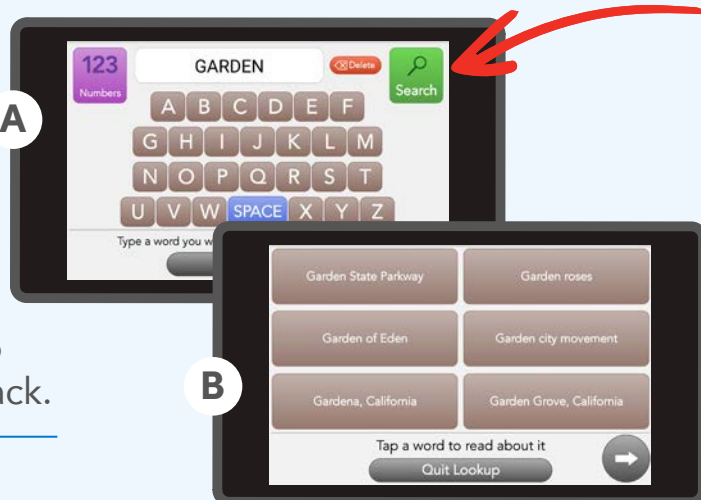 123
Numbers
GARDEN
Delete
Search
A
A B C D E F
G H I J K L M
N O P Q R S T
U V W SPACE X Y Z
Type a word you
Garden State Parkway
Garden roses
Garden of Eden
Garden city movement
Gardena, California
Garden Grove, California
B
Tap a word to read about it
Quit Lookup